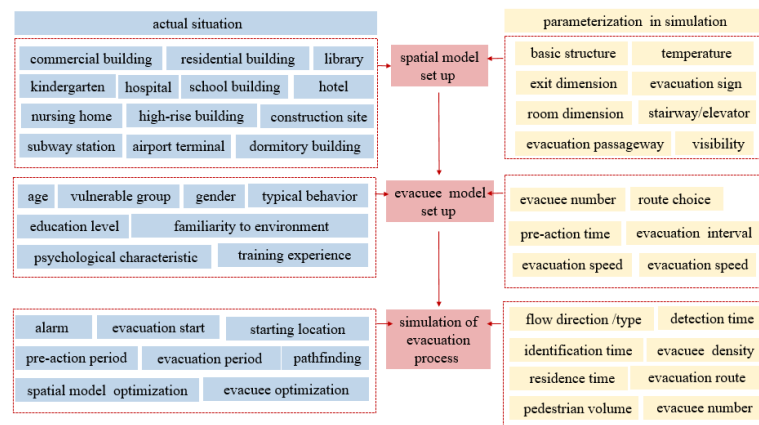 actual situation
commercial building
residential building
library
kindergarten
hospital
school building
hotel
nursing home
high-rise building
construction site
subway station
airport terminal
dormitory building
age
vulnerable group
gender
typical behavior
education level
familiarity to environment
psychological characteristic
training experience
alarm
evacuation start
starting location
pre-action period
evacuation period
pathfinding
spatial model optimization
evacuee optimization
spatial model
set up
evacuee model
set up
simulation of
evacuation
process
parameterization in simulation
basic structure
temperature
exit dimension
evacuation sign
room dimension
stairway/elevator
evacuation passageway
visibility
evacuee number
route choice
pre-action time
evacuation interval
evacuation speed
evacuation speed
flow direction /type
detection time
identification time
evacuee density
residence time
evacuation route
pedestrian volume
evacuee number